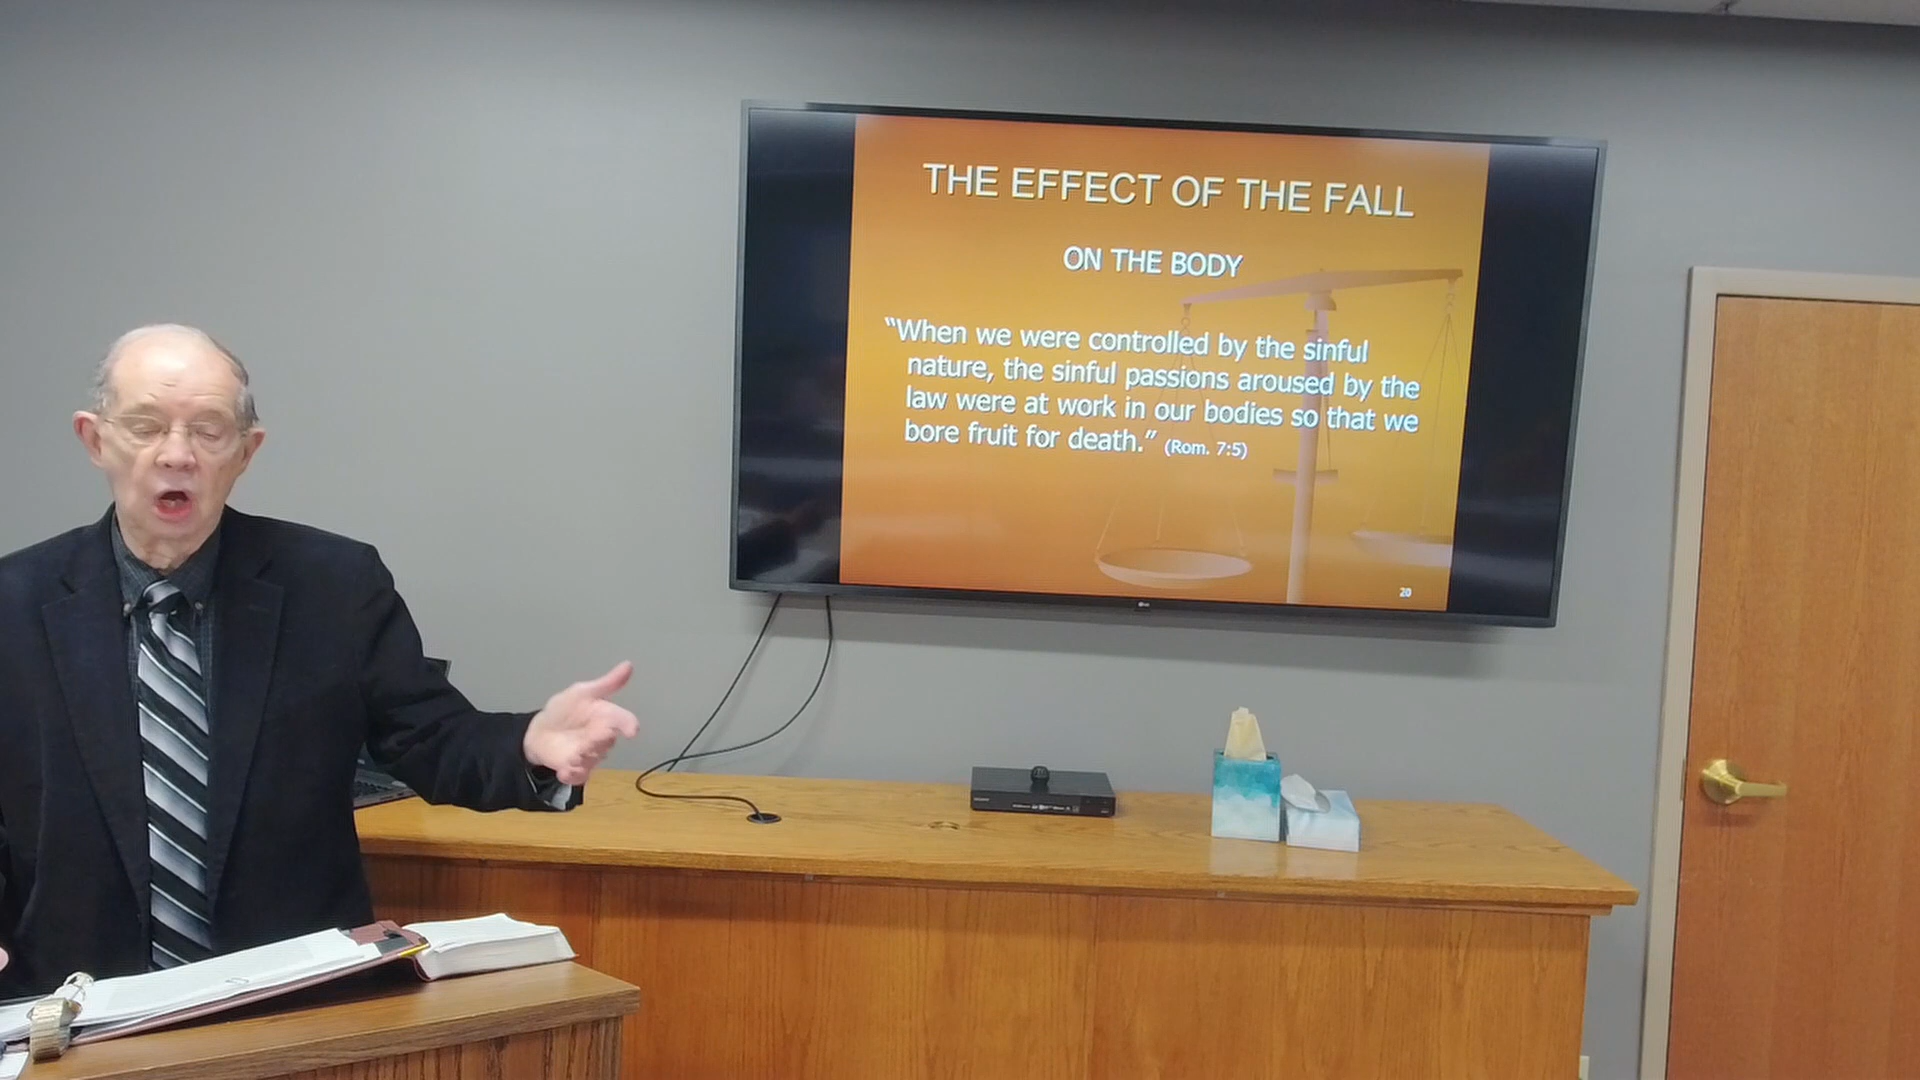 THE EFFECT OF THE FALL
ON THE BODY
“When we were controlled by the sinful
nature, the sinful passions aroused by the
law were at work in our bodies so that we
bore fruit for death.” (Rom. 7:5)
20
LG